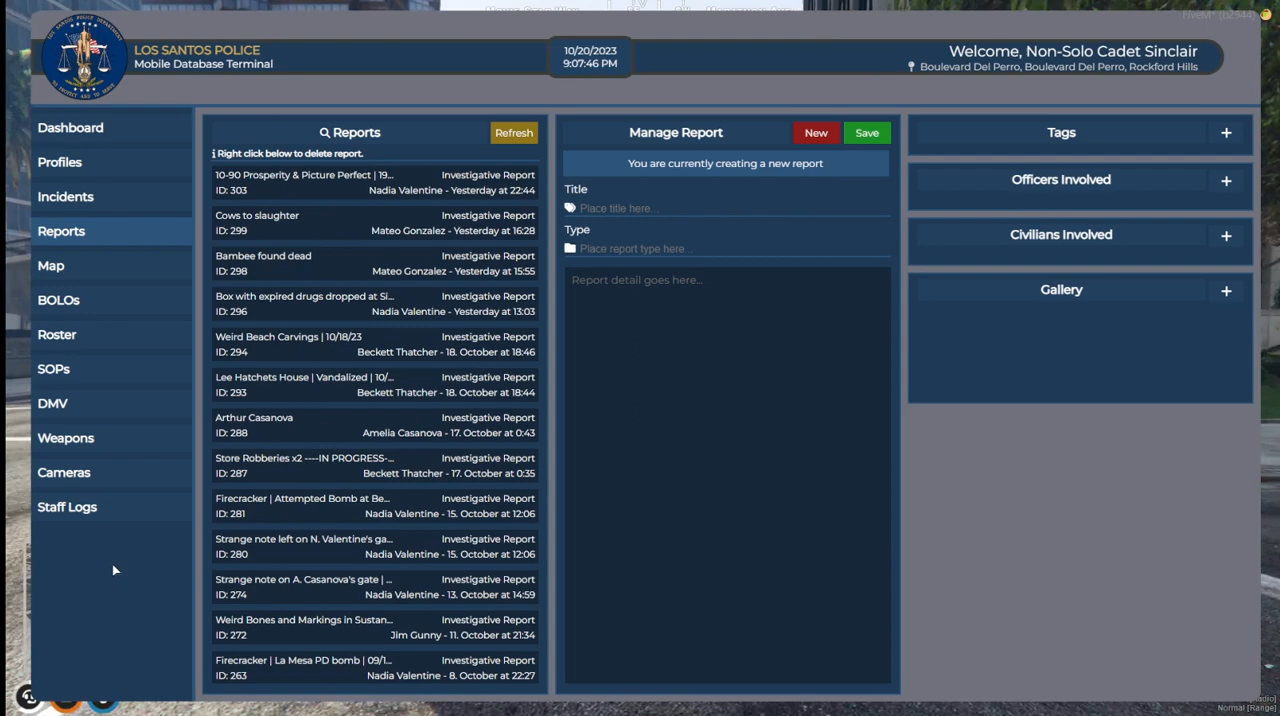 FiveM® (b2944)
LOS SANTOS POLICE
Mobile Database Terminal
10/20/2023
9:07:46 PM
Welcome, Non-Solo Cadet Sinclair
Boulevard Del Perro, Boulevard Del Perro, Rockford Hills
Dashboard
Profiles
Incidents
Reports
Map
BOLOs
Roster
SOPs
DMV
Weapons
Cameras
Staff Logs
Reports
Refresh
Right click below to delete report.
10-90 Prosperity & Picture Perfect | 19... Investigative Report
ID: 303 Nadia Valentine - Yesterday at 22:44
Cows to slaughter Investigative Report
ID: 299 Mateo Gonzalez - Yesterday at 16:28
Bambee found dead Investigative Report
ID: 298 Mateo Gonzalez - Yesterday at 15:55
Box with expired drugs dropped at Si... Investigative Report
ID: 296 Nadia Valentine - Yesterday at 13:03
Weird Beach Carvings | 10/18/23 Investigative Report
ID: 294 Beckett Thatcher - 18. October at 18:46
Lee Hatchets House | Vandalized | 10/... Investigative Report
ID: 293 Beckett Thatcher - 18. October at 18:44
Arthur Casanova Investigative Report
ID: 288 Amelia Casanova - 17. October at 0:43
Store Robberies x2 ----IN PROGRESS-... Investigative Report
ID: 287 Beckett Thatcher - 17. October at 0:35
Firecracker | Attempted Bomb at Be... Investigative Report
ID: 281 Nadia Valentine - 15. October at 12:06
Strange note left on N. Valentine's ga... Investigative Report
ID: 280 Nadia Valentine - 15. October at 12:06
Strange note on A. Casanova's gate | ... Investigative Report
ID: 274 Nadia Valentine - 13. October at 14:59
Weird Bones and Markings in Sustan... Investigative Report
ID: 272 Jim Gunny - 11. October at 21:34
Firecracker | La Mesa PD bomb | 09/1... Investigative Report
ID: 263 Nadia Valentine - 8. October at 22:27
Manage Report
New
Save
You are currently creating a new report
Title
Place title here...
Type
Place report type here...
Report detail goes here...
Tags +
Officers Involved +
Civilians Involved +
Gallery +
Normal [Range]